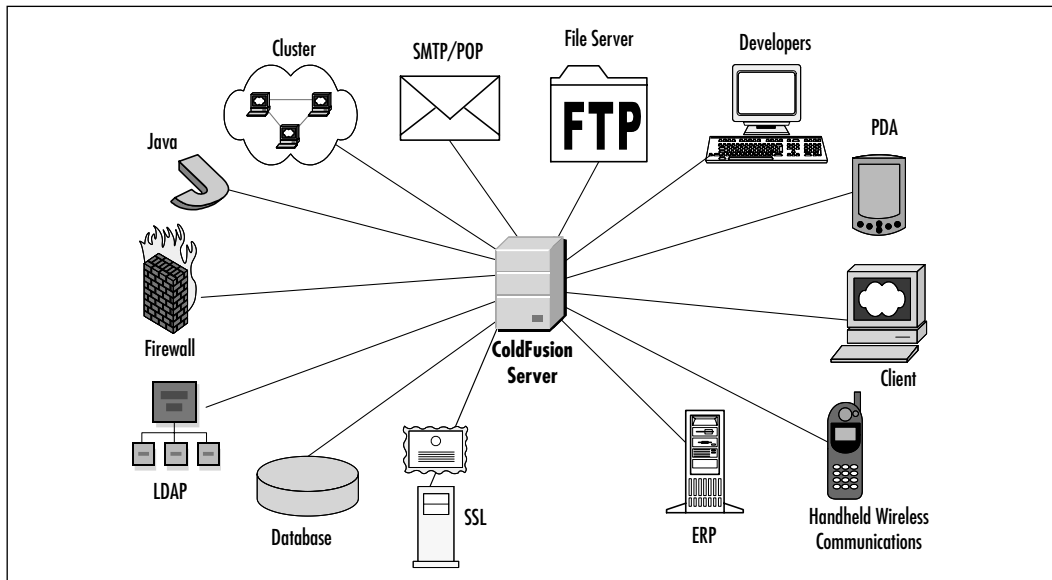 Cluster
SMTP/POP
File Server
Developers
FTP
Java
PDA
Firewall
ColdFusion
Server
Client
LDAP
Database
SSL
ERP
Handheld Wireless
Communications